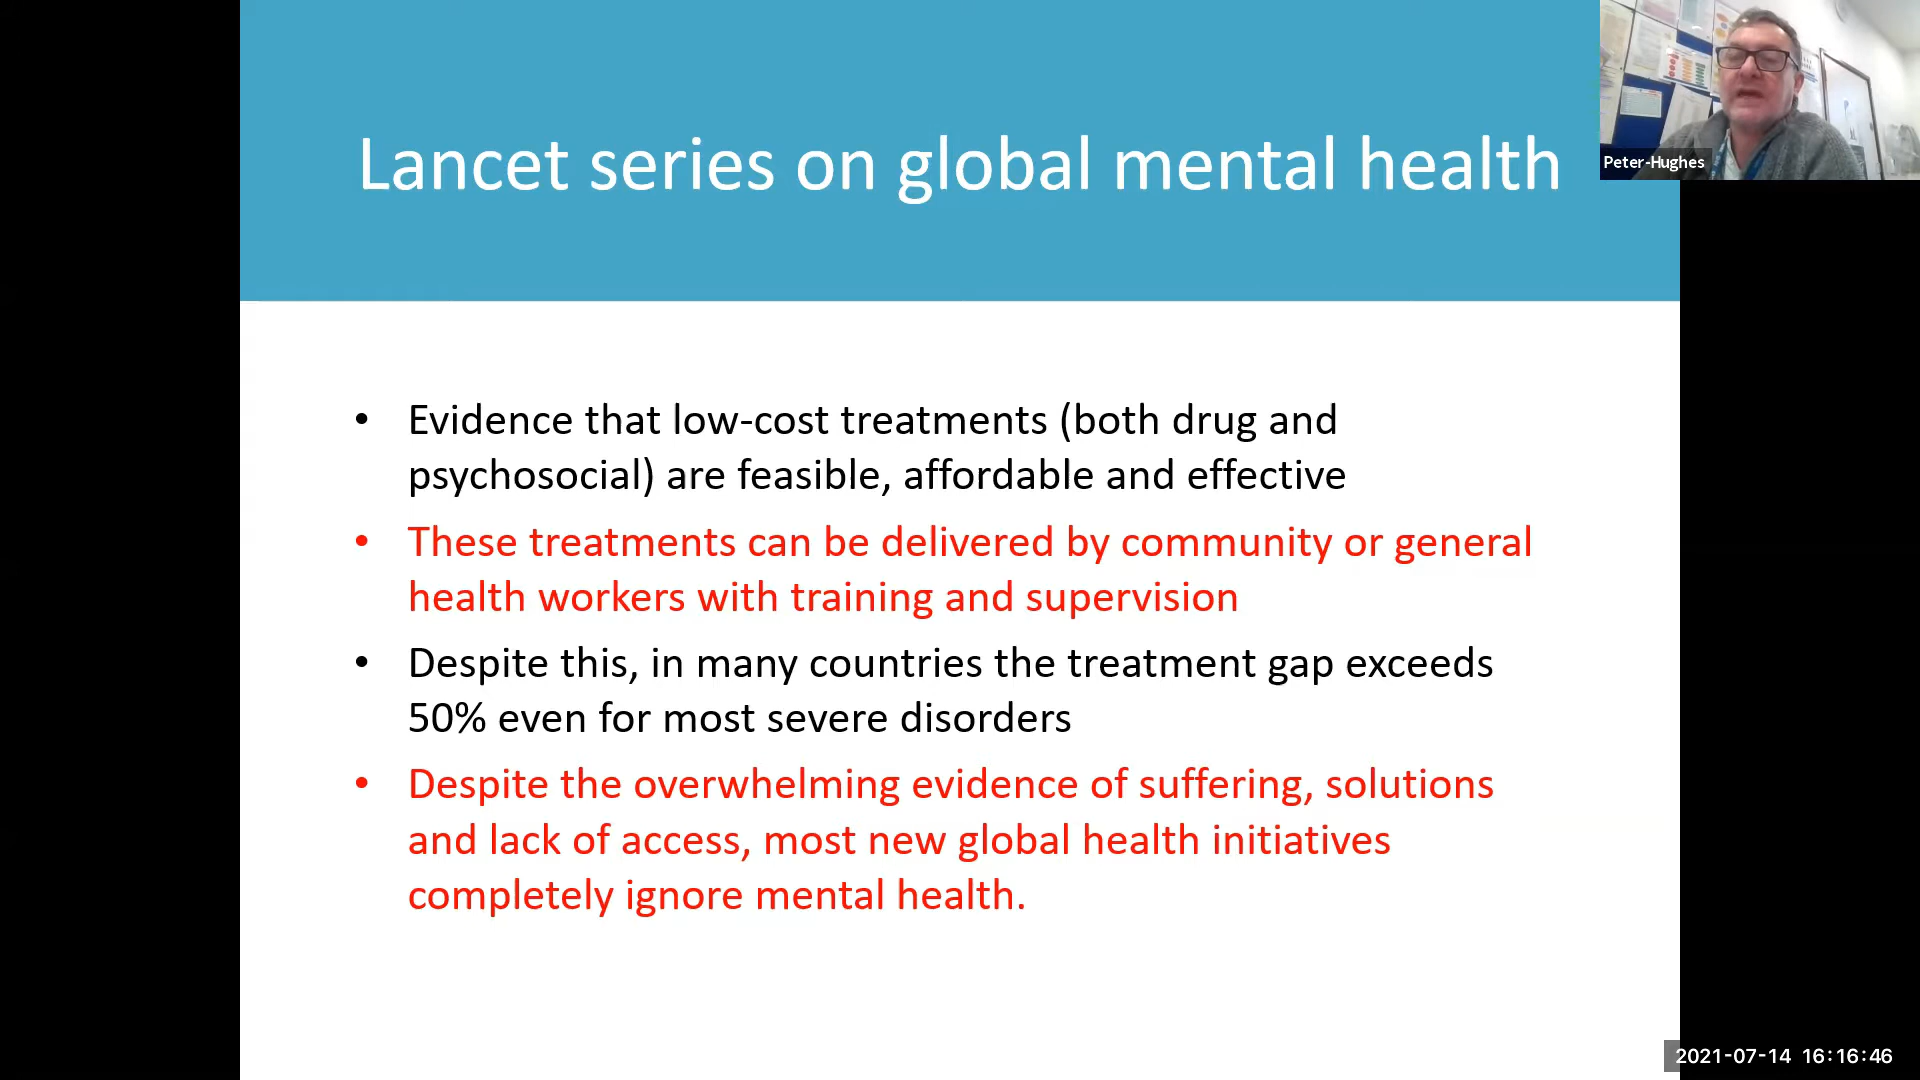 Lancet series on global mental health
Peter-Hughes
• Evidence that low-cost treatments (both drug and
psychosocial) are feasible, affordable and effective
• These treatments can be delivered by community or general
health workers with training and supervision
• Despite this, in many countries the treatment gap exceeds
50% even for most severe disorders
• Despite the overwhelming evidence of suffering, solutions
and lack of access, most new global health initiatives
completely ignore mental health.
2021-07-14 16:16:46